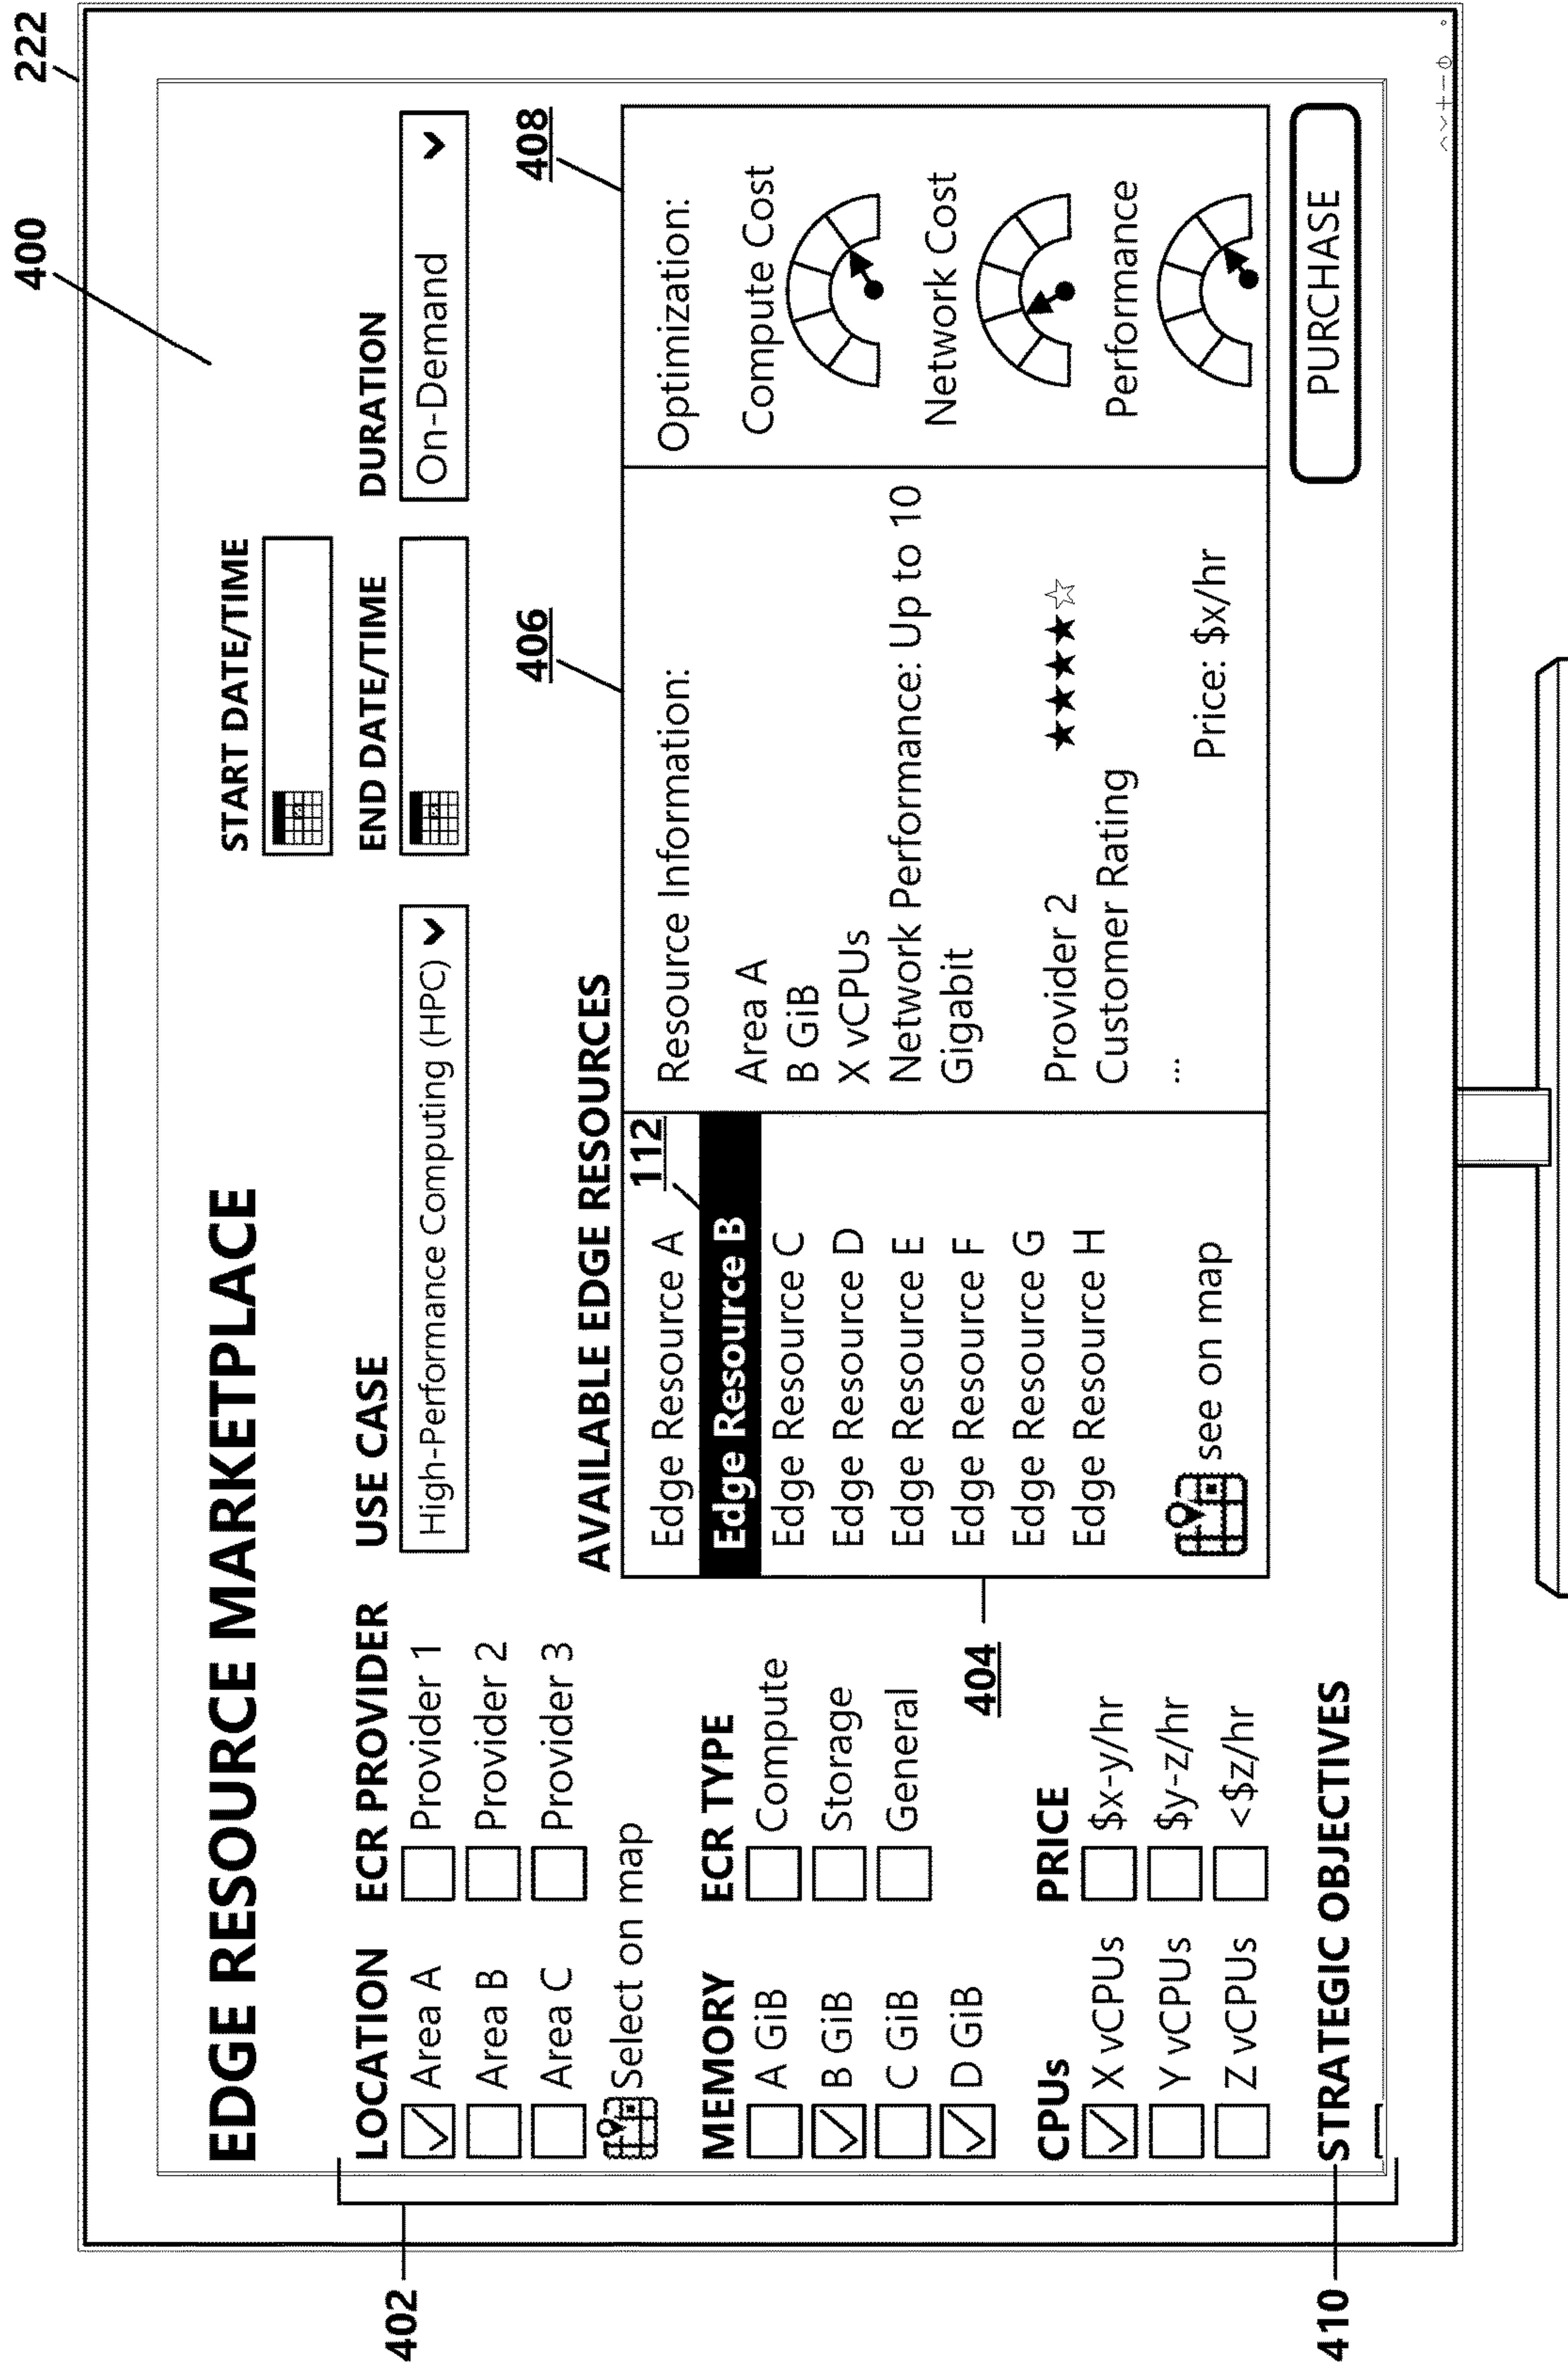 222
400
EDGE RESOURCE MARKETPLACE
START DATE/TIME
LOCATION
ECR PROVIDER
USE CASE
END DATE/TIME
DURATION
Area A
Provider 1
High-Performance Computing (HPC)
On-Demand
Area B
Provider 2
Area C
Provider 3
Select on map
402
406
408
AVAILABLE EDGE RESOURCES
112
MEMORY
ECR TYPE
A GiB
Compute
B GiB
Storage
C GiB
General
D GiB
CPUs
PRICE
X vCPUs
$x-y/hr
Y vCPUs
$y-z/hr
Z vCPUs
<$z/hr
404
Edge Resource A
Edge Resource B
Edge Resource C
Edge Resource D
Edge Resource E
Edge Resource F
Edge Resource G
Edge Resource H
see on map
Resource Information:
Area A
B GiB
X vCPUs
Network Performance: Up to 10
Gigabit
Provider 2 ★★★★☆
Customer Rating
...
Price: $x/hr
Optimization:
Compute Cost
Network Cost
Performance
410
STRATEGIC OBJECTIVES
PURCHASE